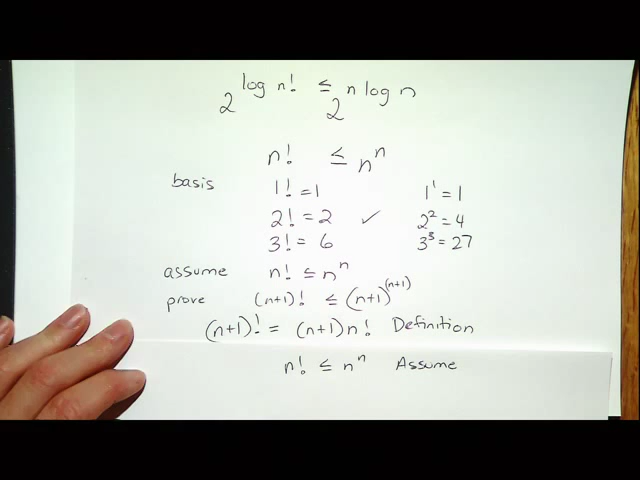 2^(log n!) ≤ 2^(n log n)
n! ≤ n^n
basis 1! = 1 1^1 = 1
2! = 2 ✓ 2^2 = 4
3! = 6 3^3 = 27
assume n! ≤ n^n
prove (n+1)! ≤ (n+1)^(n+1)
(n+1)! = (n+1)n! Definition
n! ≤ n^n Assume